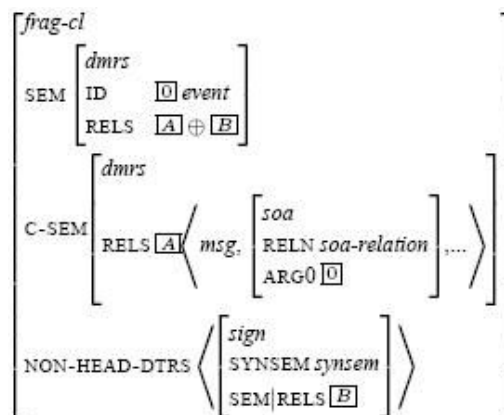 frag-cl
dmrs
SEM ID 0 event
RELS A ⊕ B
dmrs
soa
C-SEM RELS A ⟨ msg, RELN soa-relation ,... ⟩
ARG0 0
sign
NON-HEAD-DTRS ⟨ SYNSEM synsem ⟩
SEM|RELS B